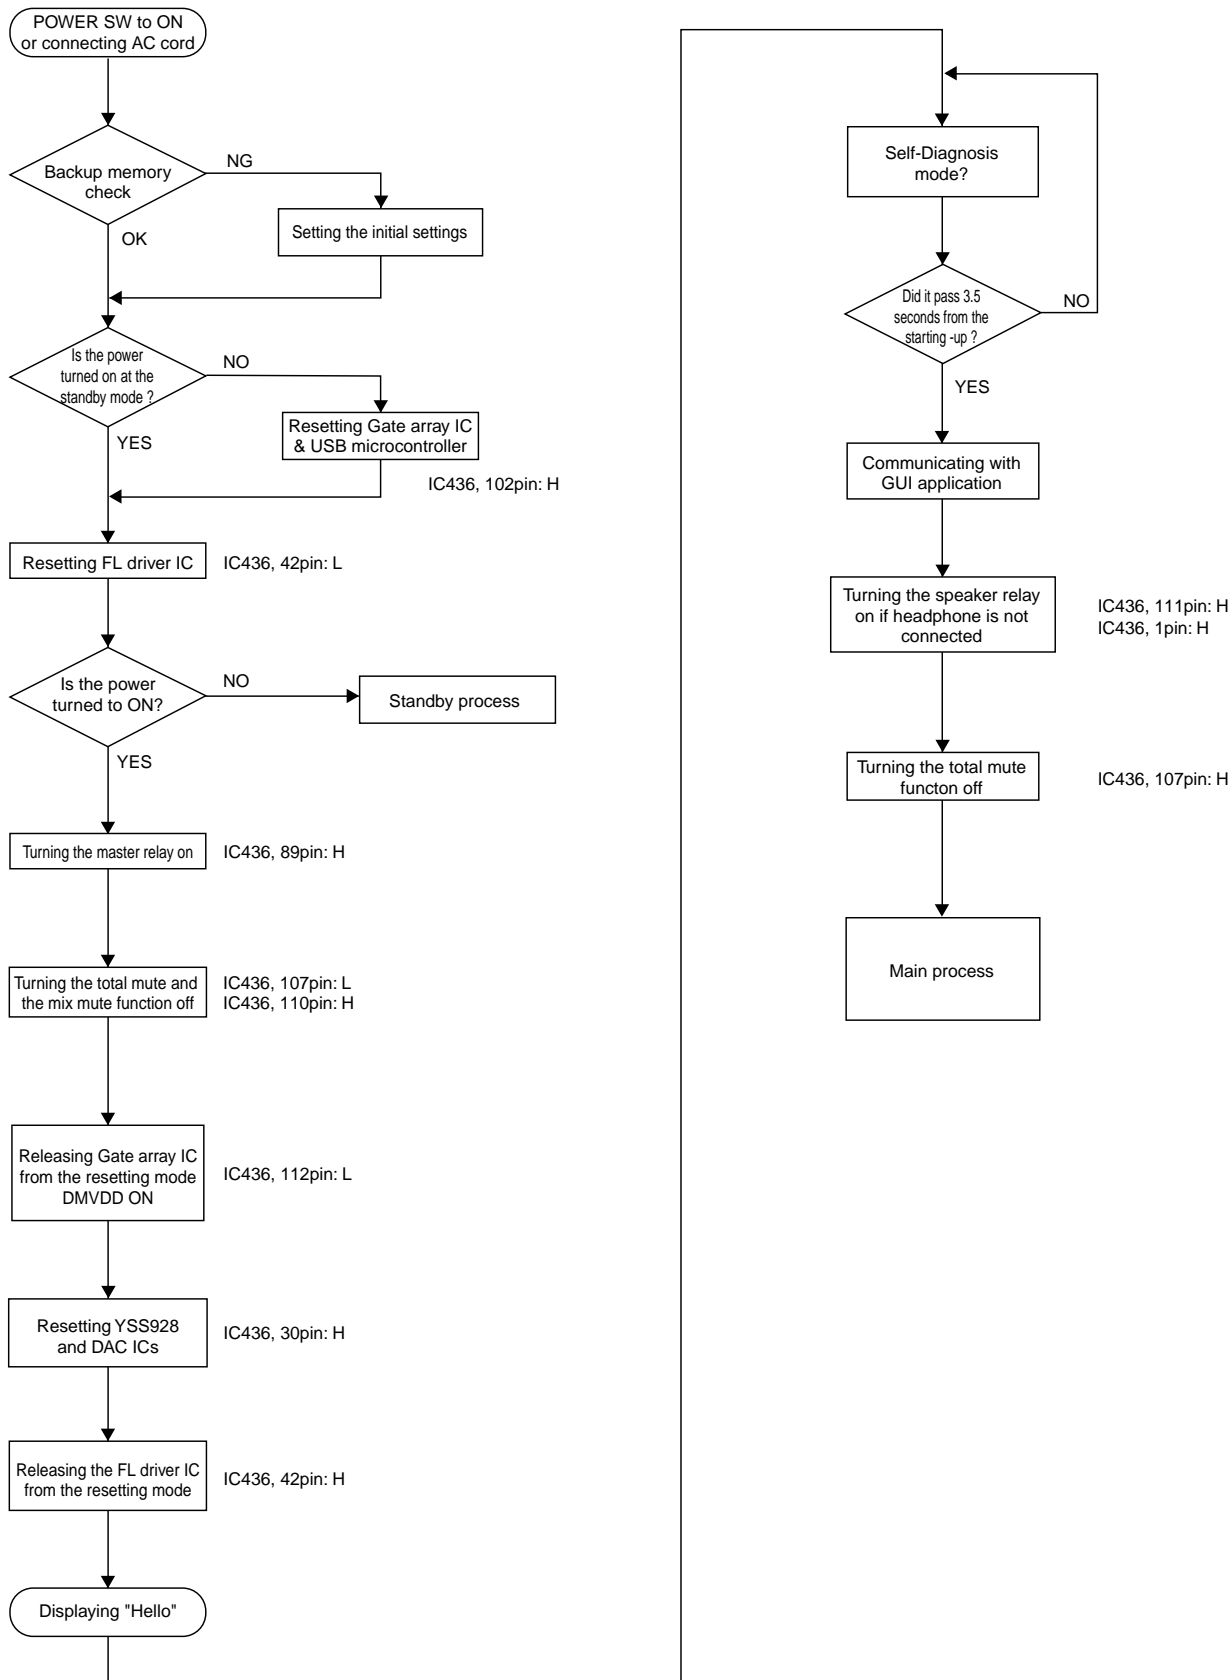 POWER SW to ON
or connecting AC cord
Backup memory
check
NG
Setting the initial settings
OK
Is the power
turned on at the
standby mode ?
NO
Resetting Gate array IC
& USB microcontroller
YES
IC436, 102pin: H
Resetting FL driver IC
IC436, 42pin: L
Is the power
turned to ON?
NO
Standby process
YES
Turning the master relay on
IC436, 89pin: H
Turning the total mute and
the mix mute function off
IC436, 107pin: L
IC436, 110pin: H
Releasing Gate array IC
from the resetting mode
DMVDD ON
IC436, 112pin: L
Resetting YSS928
and DAC ICs
IC436, 30pin: H
Releasing the FL driver IC
from the resetting mode
IC436, 42pin: H
Displaying "Hello"
Self-Diagnosis
mode?
Did it pass 3.5
seconds from the
starting -up ?
NO
YES
Communicating with
GUI application
Turning the speaker relay
on if headphone is not
connected
IC436, 111pin: H
IC436, 1pin: H
Turning the total mute
functon off
IC436, 107pin: H
Main process